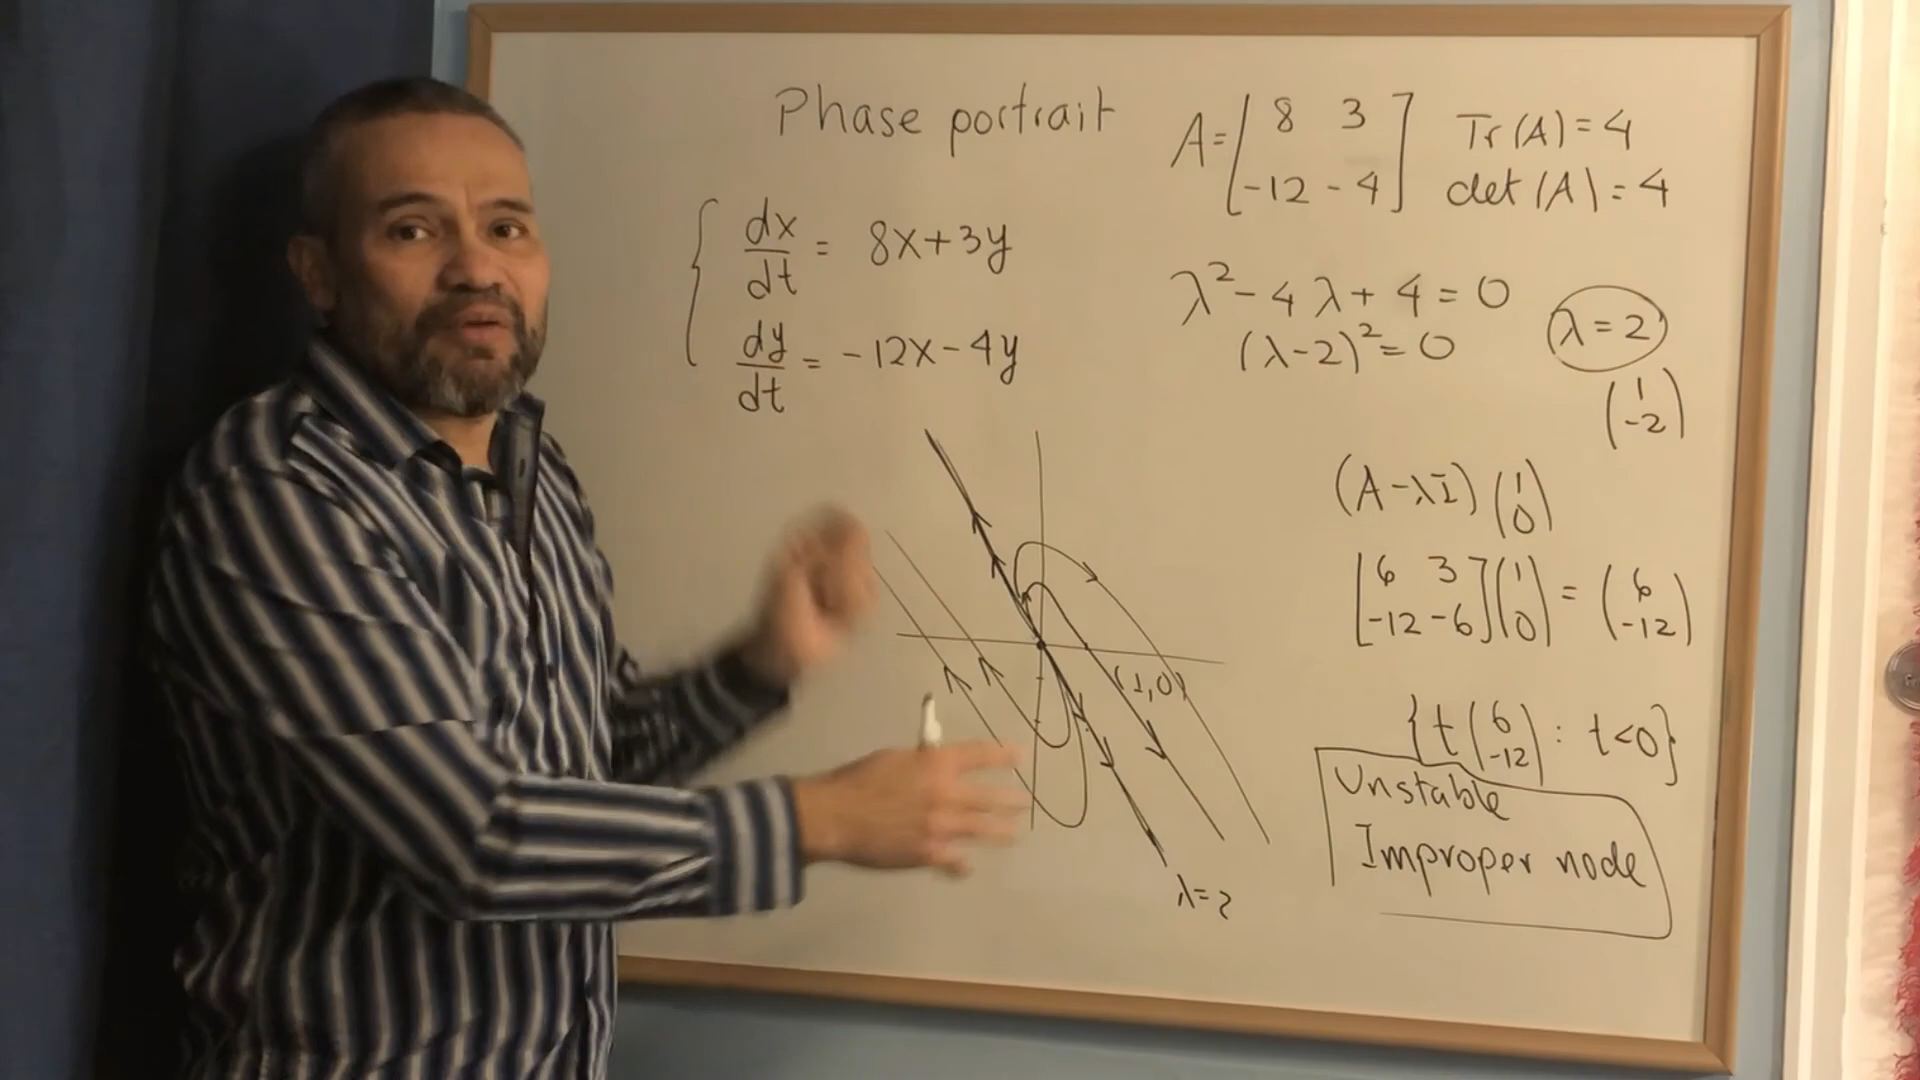 Phase portrait
dx/dt = 8x+3y
dy/dt = -12x-4y
A= [8 3
-12 -4]
Tr(A)=4
det(A)=4
λ²-4λ+4=0
(λ-2)²=0
λ=2
(1
-2)
(A-λI)(1
0)
[6 3
-12 -6](1
0) = (6
-12)
{t(6
-12): t<0}
(1,0)
λ=2
Unstable
Improper node